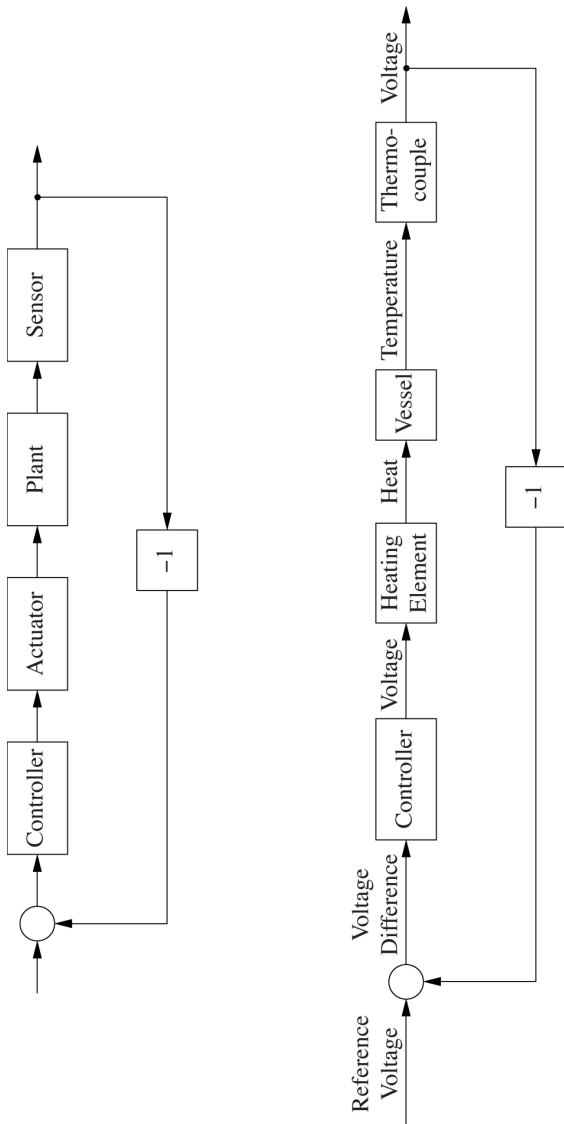 Controller
Actuator
Plant
Sensor
−1
Reference
Voltage
Voltage
Difference
Controller
Voltage
Heating
Element
Heat
Vessel
Temperature
Thermo-
couple
Voltage
−1